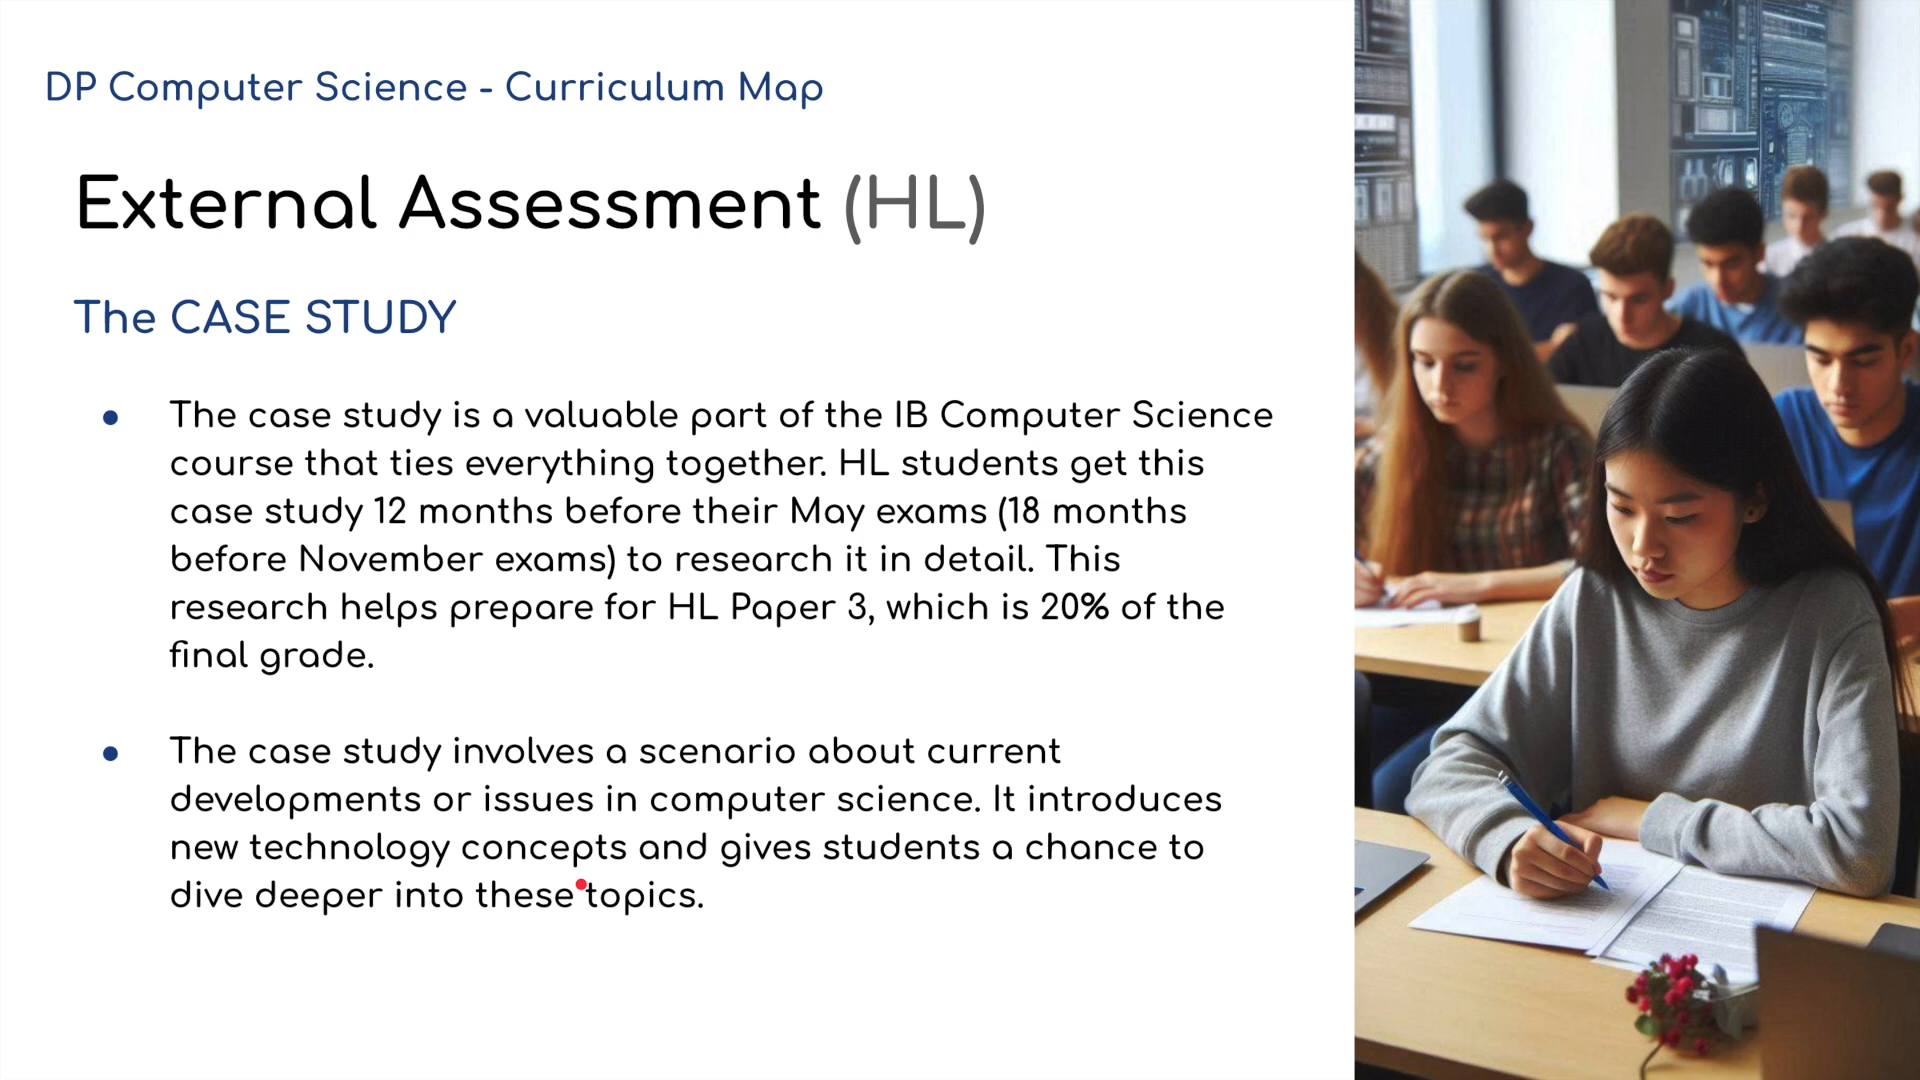 DP Computer Science - Curriculum Map
External Assessment (HL)
The CASE STUDY
• The case study is a valuable part of the IB Computer Science
course that ties everything together. HL students get this
case study 12 months before their May exams (18 months
before November exams) to research it in detail. This
research helps prepare for HL Paper 3, which is 20% of the
final grade.
• The case study involves a scenario about current
developments or issues in computer science. It introduces
new technology concepts and gives students a chance to
dive deeper into these topics.